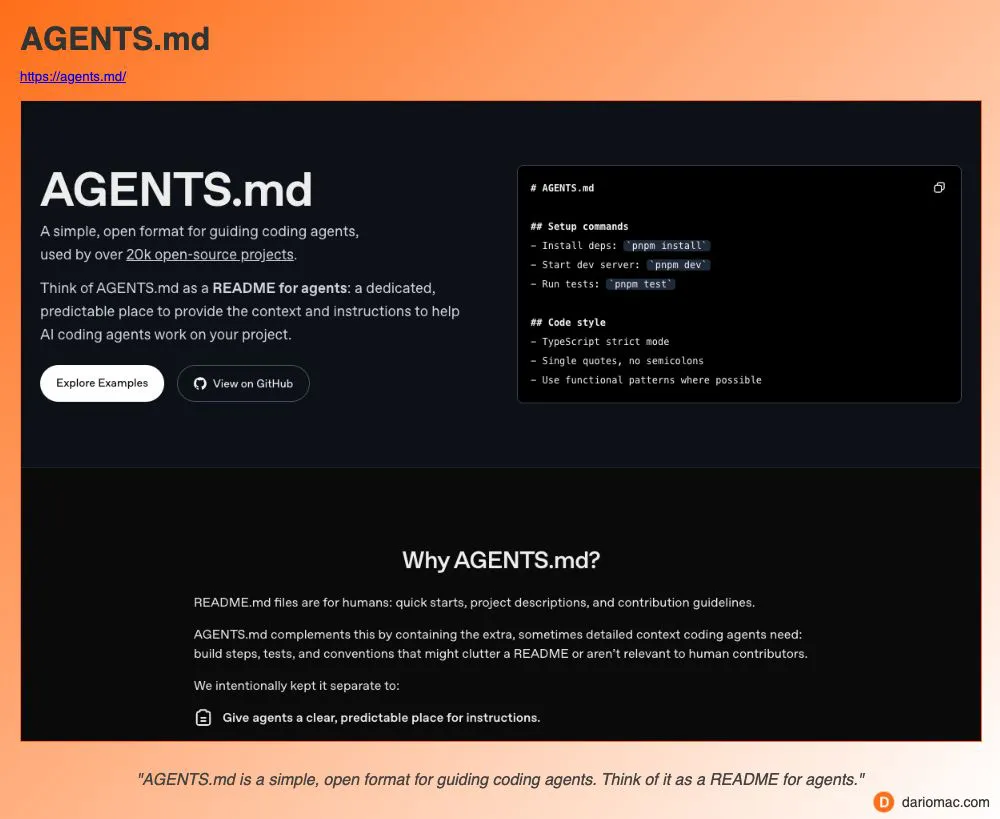 AGENTS.md
https://agents.md/
AGENTS.md
A simple, open format for guiding coding agents,
used by over 20k open-source projects.
Think of AGENTS.md as a README for agents: a dedicated,
predictable place to provide the context and instructions to help
AI coding agents work on your project.
Explore Examples
View on GitHub
# AGENTS.md
## Setup commands
- Install deps: `pnpm install`
- Start dev server: `pnpm dev`
- Run tests: `pnpm test`
## Code style
- TypeScript strict mode
- Single quotes, no semicolons
- Use functional patterns where possible
Why AGENTS.md?
README.md files are for humans: quick starts, project descriptions, and contribution guidelines.
AGENTS.md complements this by containing the extra, sometimes detailed context coding agents need:
build steps, tests, and conventions that might clutter a README or aren’t relevant to human contributors.
We intentionally kept it separate to:
Give agents a clear, predictable place for instructions.
"AGENTS.md is a simple, open format for guiding coding agents. Think of it as a README for agents."
D dariomac.com